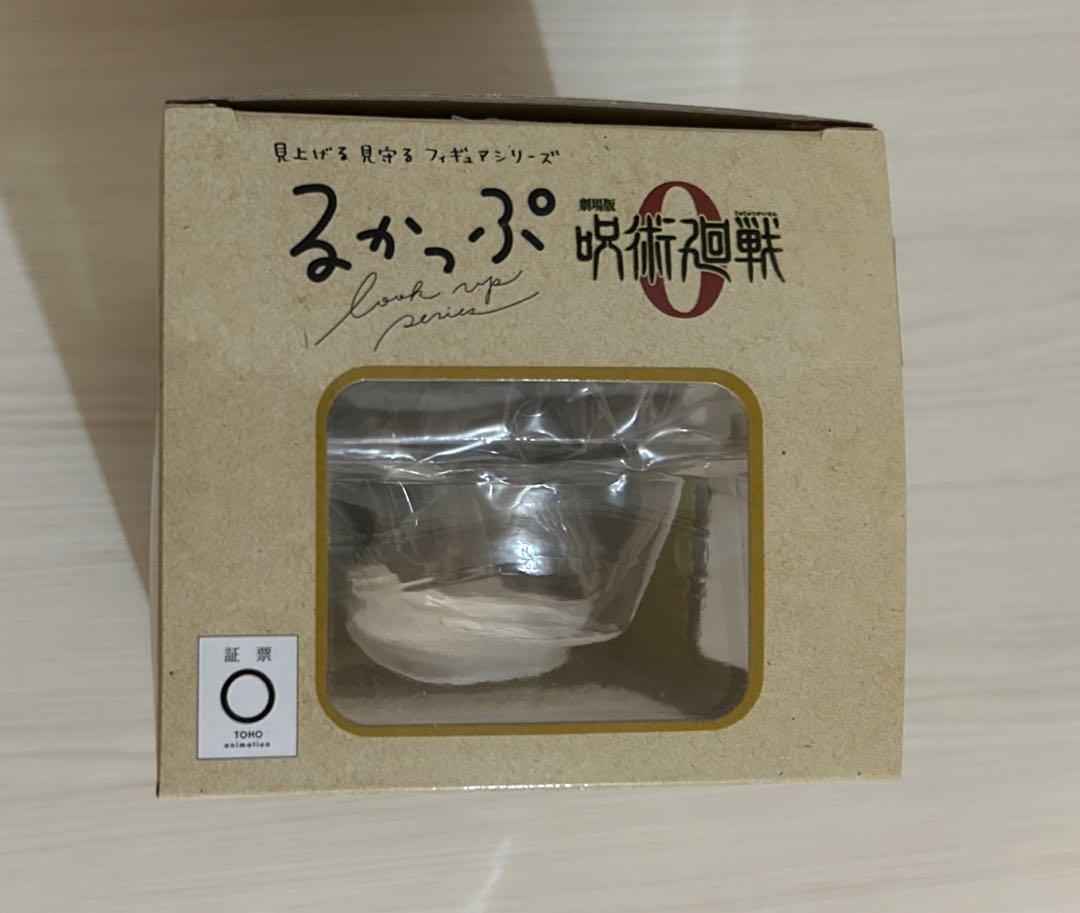 見上げる 見守る フィギュアシリーズ
るかっぷ
look up
series
劇場版
呪術廻戦
0
証 票
TOHO
animation